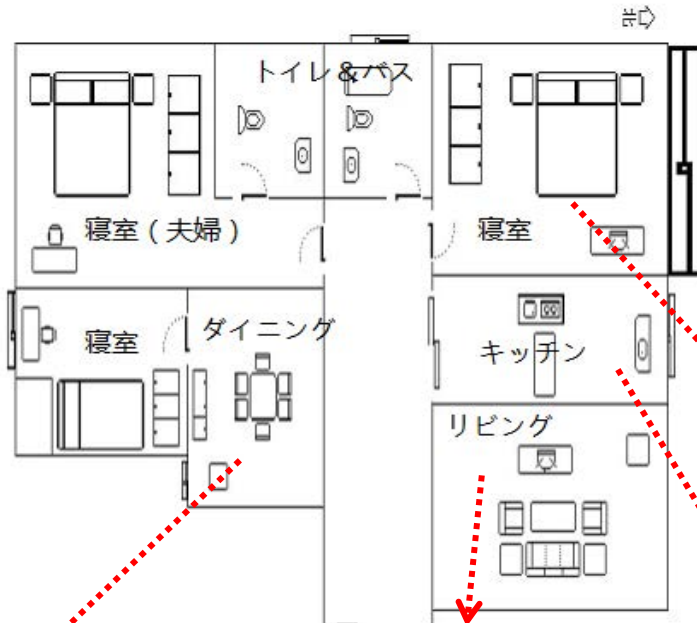 北
トイレ＆バス
寝室（夫婦）
寝室
寝室
ダイニング
キッチン
リビング